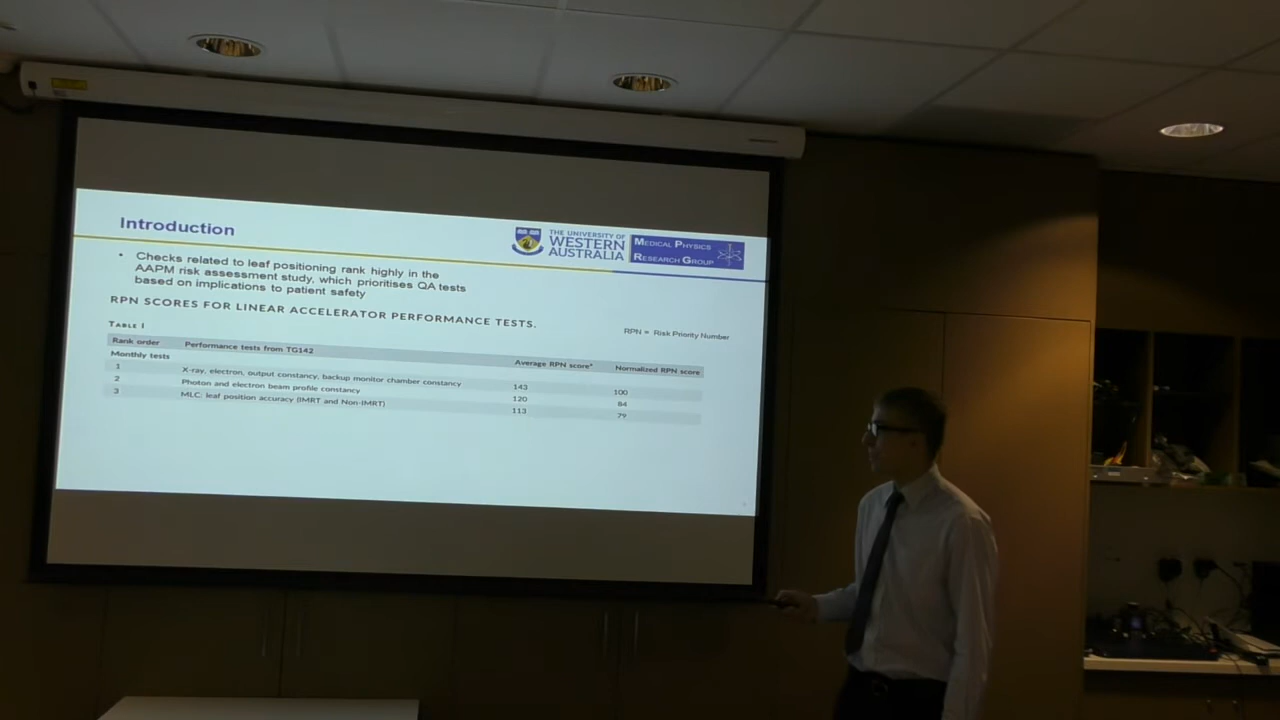 Introduction
THE UNIVERSITY OF
WESTERN
AUSTRALIA
MEDICAL PHYSICS
RESEARCH GROUP
• Checks related to leaf positioning rank highly in the
AAPM risk assessment study, which prioritises QA tests
based on implications to patient safety
RPN SCORES FOR LINEAR ACCELERATOR PERFORMANCE TESTS.
RPN = Risk Priority Number
TABLE I
Rank order Performance tests from TG142 Average RPN score* Normalized RPN score
Monthly tests
1 X-ray, electron, output constancy, backup monitor chamber constancy 143 100
2 Photon and electron beam profile constancy 120 84
3 MLC: leaf position accuracy (IMRT and Non-IMRT) 113 79